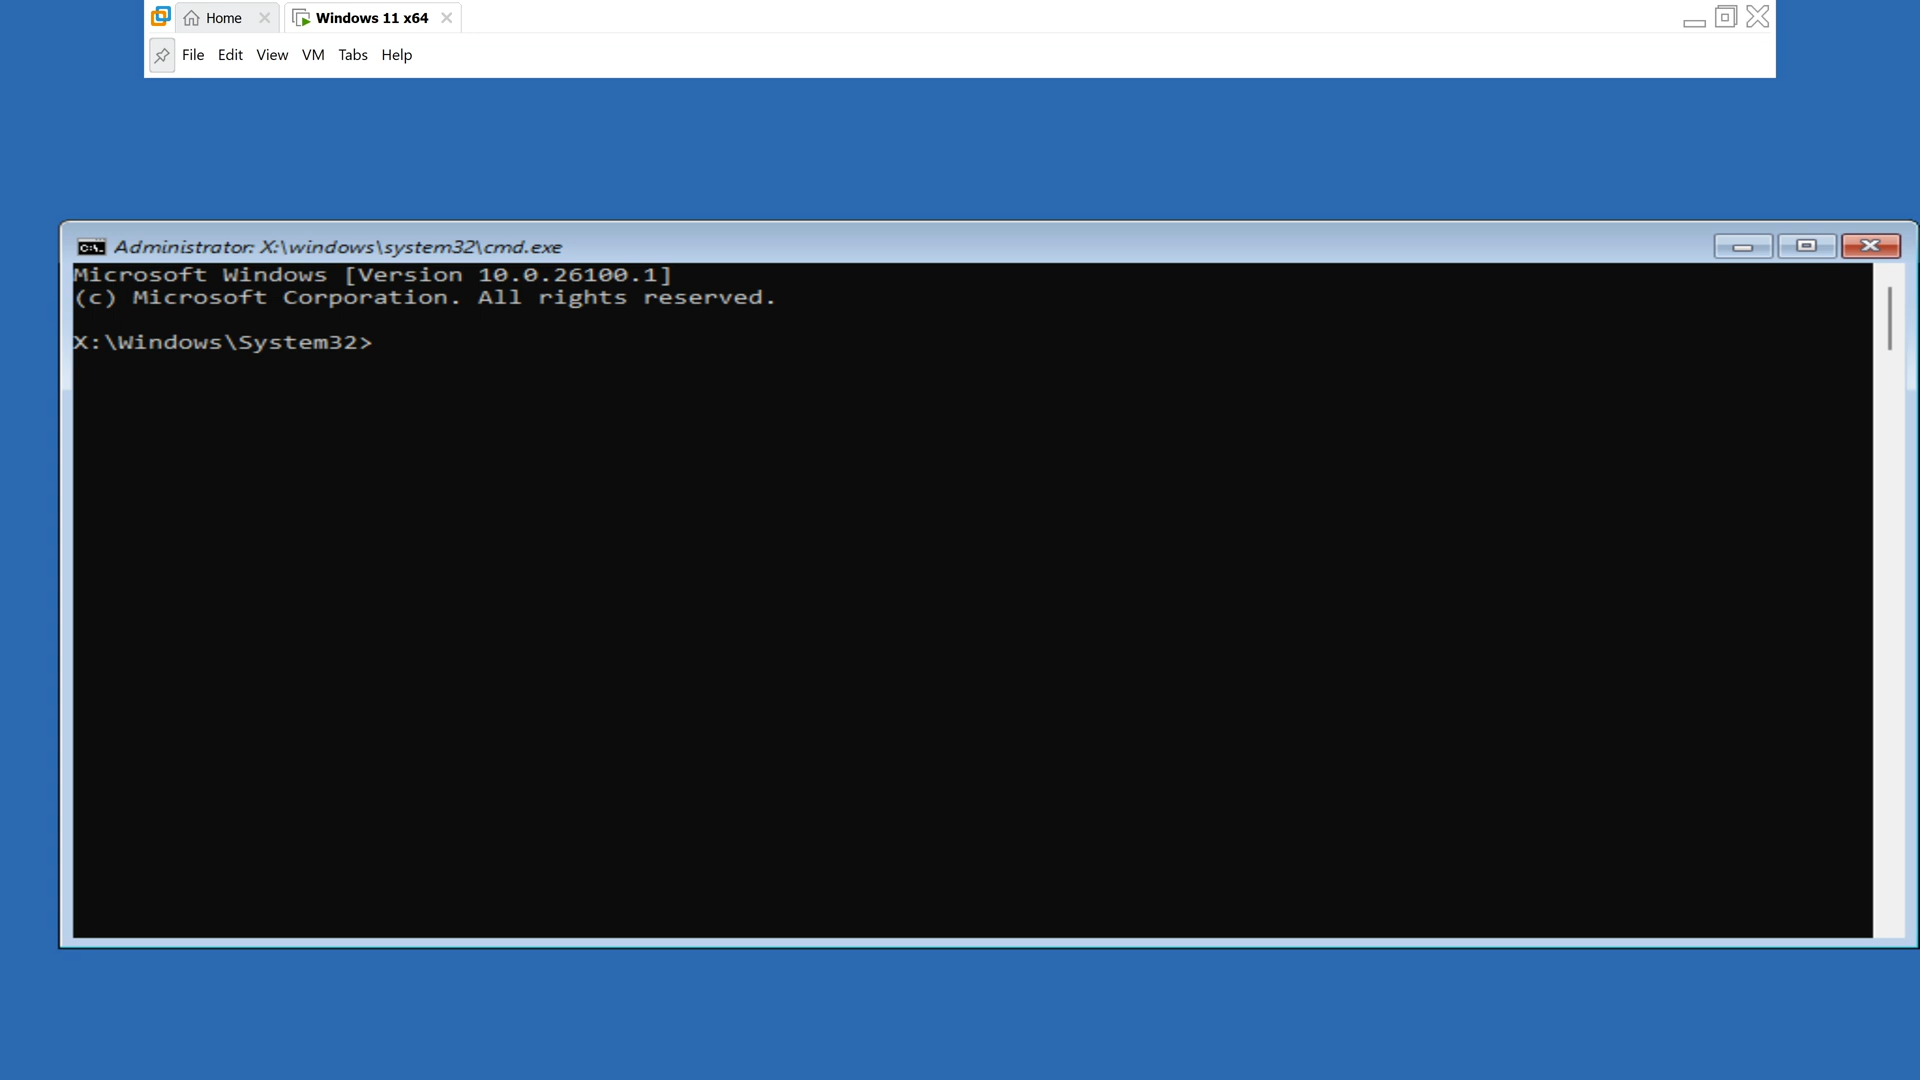 Home
Windows 11 x64
File Edit View VM Tabs Help
Administrator: X:\windows\system32\cmd.exe
Microsoft Windows [Version 10.0.26100.1]
(c) Microsoft Corporation. All rights reserved.
X:\Windows\System32>